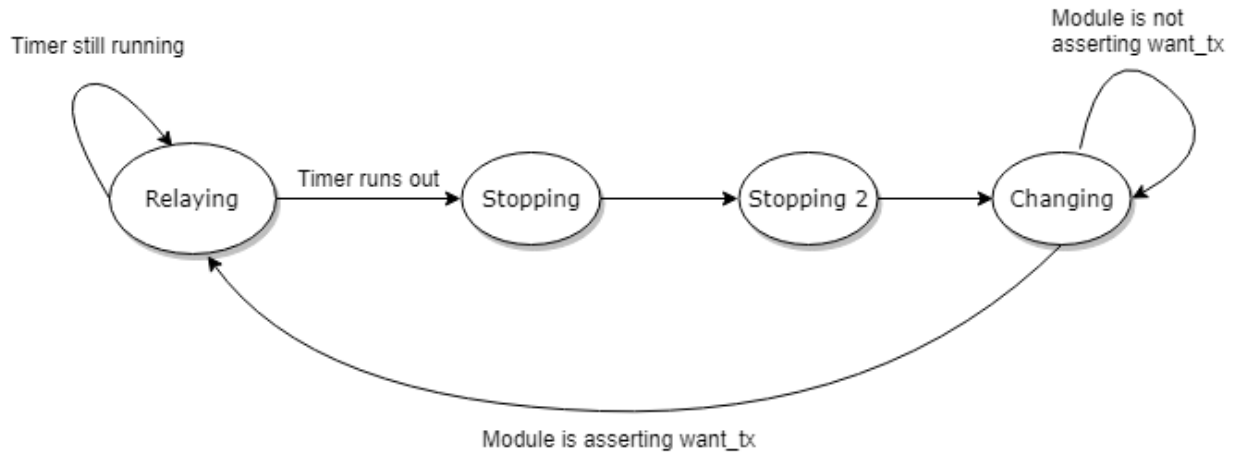 Module is not
asserting want_tx
Timer still running
Timer runs out
Relaying
Stopping
Stopping 2
Changing
Module is asserting want_tx